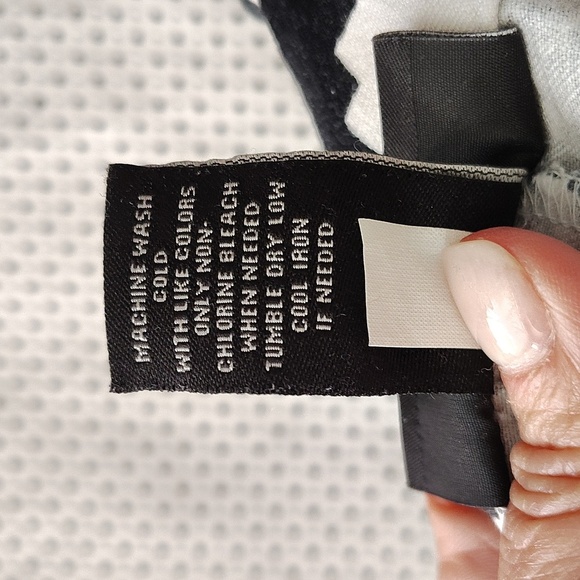 MACHINE WASH
COLD
WITH LIKE COLORS
ONLY NON-
CHLORINE BLEACH
WHEN NEEDED
TUMBLE DRY LOW
COOL IRON
IF NEEDED